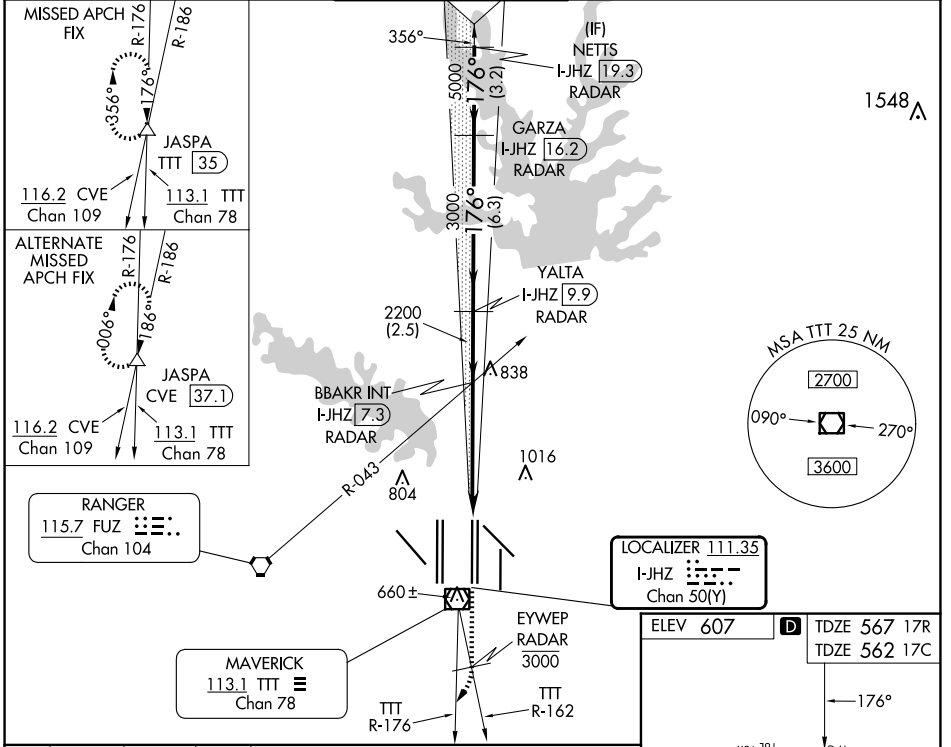 MISSED APCH
FIX
R-176
R-186
356°
176°
JASPA
TTT 35
116.2 CVE
Chan 109
113.1 TTT
Chan 78
ALTERNATE
MISSED
APCH FIX
R-176
R-186
006°
186°
JASPA
CVE 37.1
116.2 CVE
Chan 109
113.1 TTT
Chan 78
356°
(IF)
NETTS
I-JHZ 19.3
RADAR
5000
176°
(3.2)
GARZA
I-JHZ 16.2
RADAR
1548
3000
176°
(6.3)
YALTA
I-JHZ 9.9
RADAR
2200
(2.5)
838
BBAKR INT
I-JHZ 7.3
RADAR
1016
804
R-043
MSA TTT 25 NM
2700
090°
270°
3600
RANGER
115.7 FUZ
Chan 104
LOCALIZER 111.35
I-JHZ
Chan 50(Y)
660±
EYWEP
RADAR
3000
MAVERICK
113.1 TTT
Chan 78
TTT
R-176
TTT
R-162
ELEV 607
D
TDZE 567 17R
TDZE 562 17C
176°